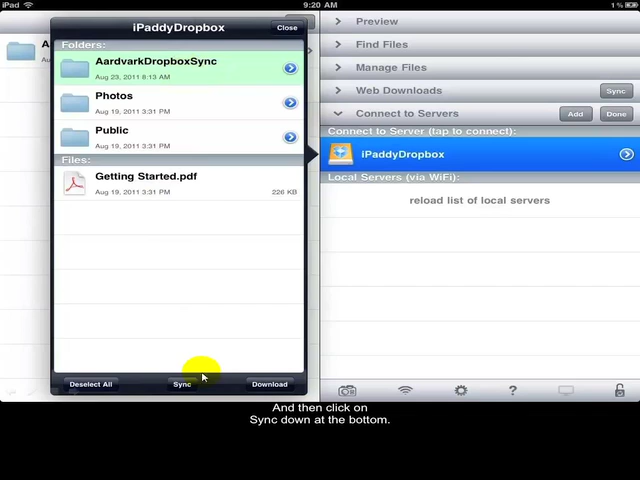 iPad
9:20 AM
1 %
iPaddyDropbox
Close
Folders:
AardvarkDropboxSync
Aug 23, 2011 8:13 AM
Photos
Aug 19, 2011 3:31 PM
Public
Aug 19, 2011 3:31 PM
Files:
Getting Started.pdf
Aug 19, 2011 3:31 PM
226 KB
Deselect All
Sync
Download
Preview
Find Files
Manage Files
Web Downloads
Sync
Connect to Servers
Add
Done
Connect to Server (tap to connect):
iPaddyDropbox
Local Servers (via WiFi):
reload list of local servers
?
And then click on
Sync down at the bottom.